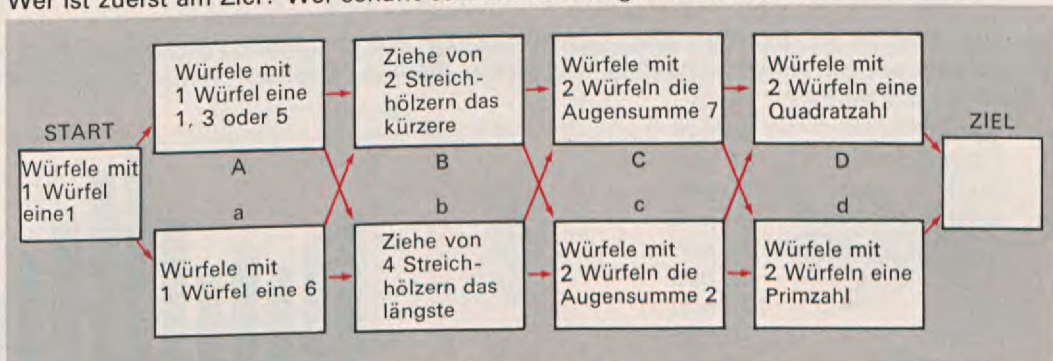 START
Würfele mit
1 Würfel
eine1
Würfele mit
1 Würfel eine
1, 3 oder 5
A
a
Würfele mit
1 Würfel eine 6
Ziehe von
2 Streich-
hölzern das
kürzere
B
b
Ziehe von
4 Streich-
hölzern das
längste
Würfele mit
2 Würfeln die
Augensumme 7
C
c
Würfele mit
2 Würfeln die
Augensumme 2
Würfele mit
2 Würfeln eine
Quadratzahl
D
d
Würfele mit
2 Würfeln eine
Primzahl
ZIEL